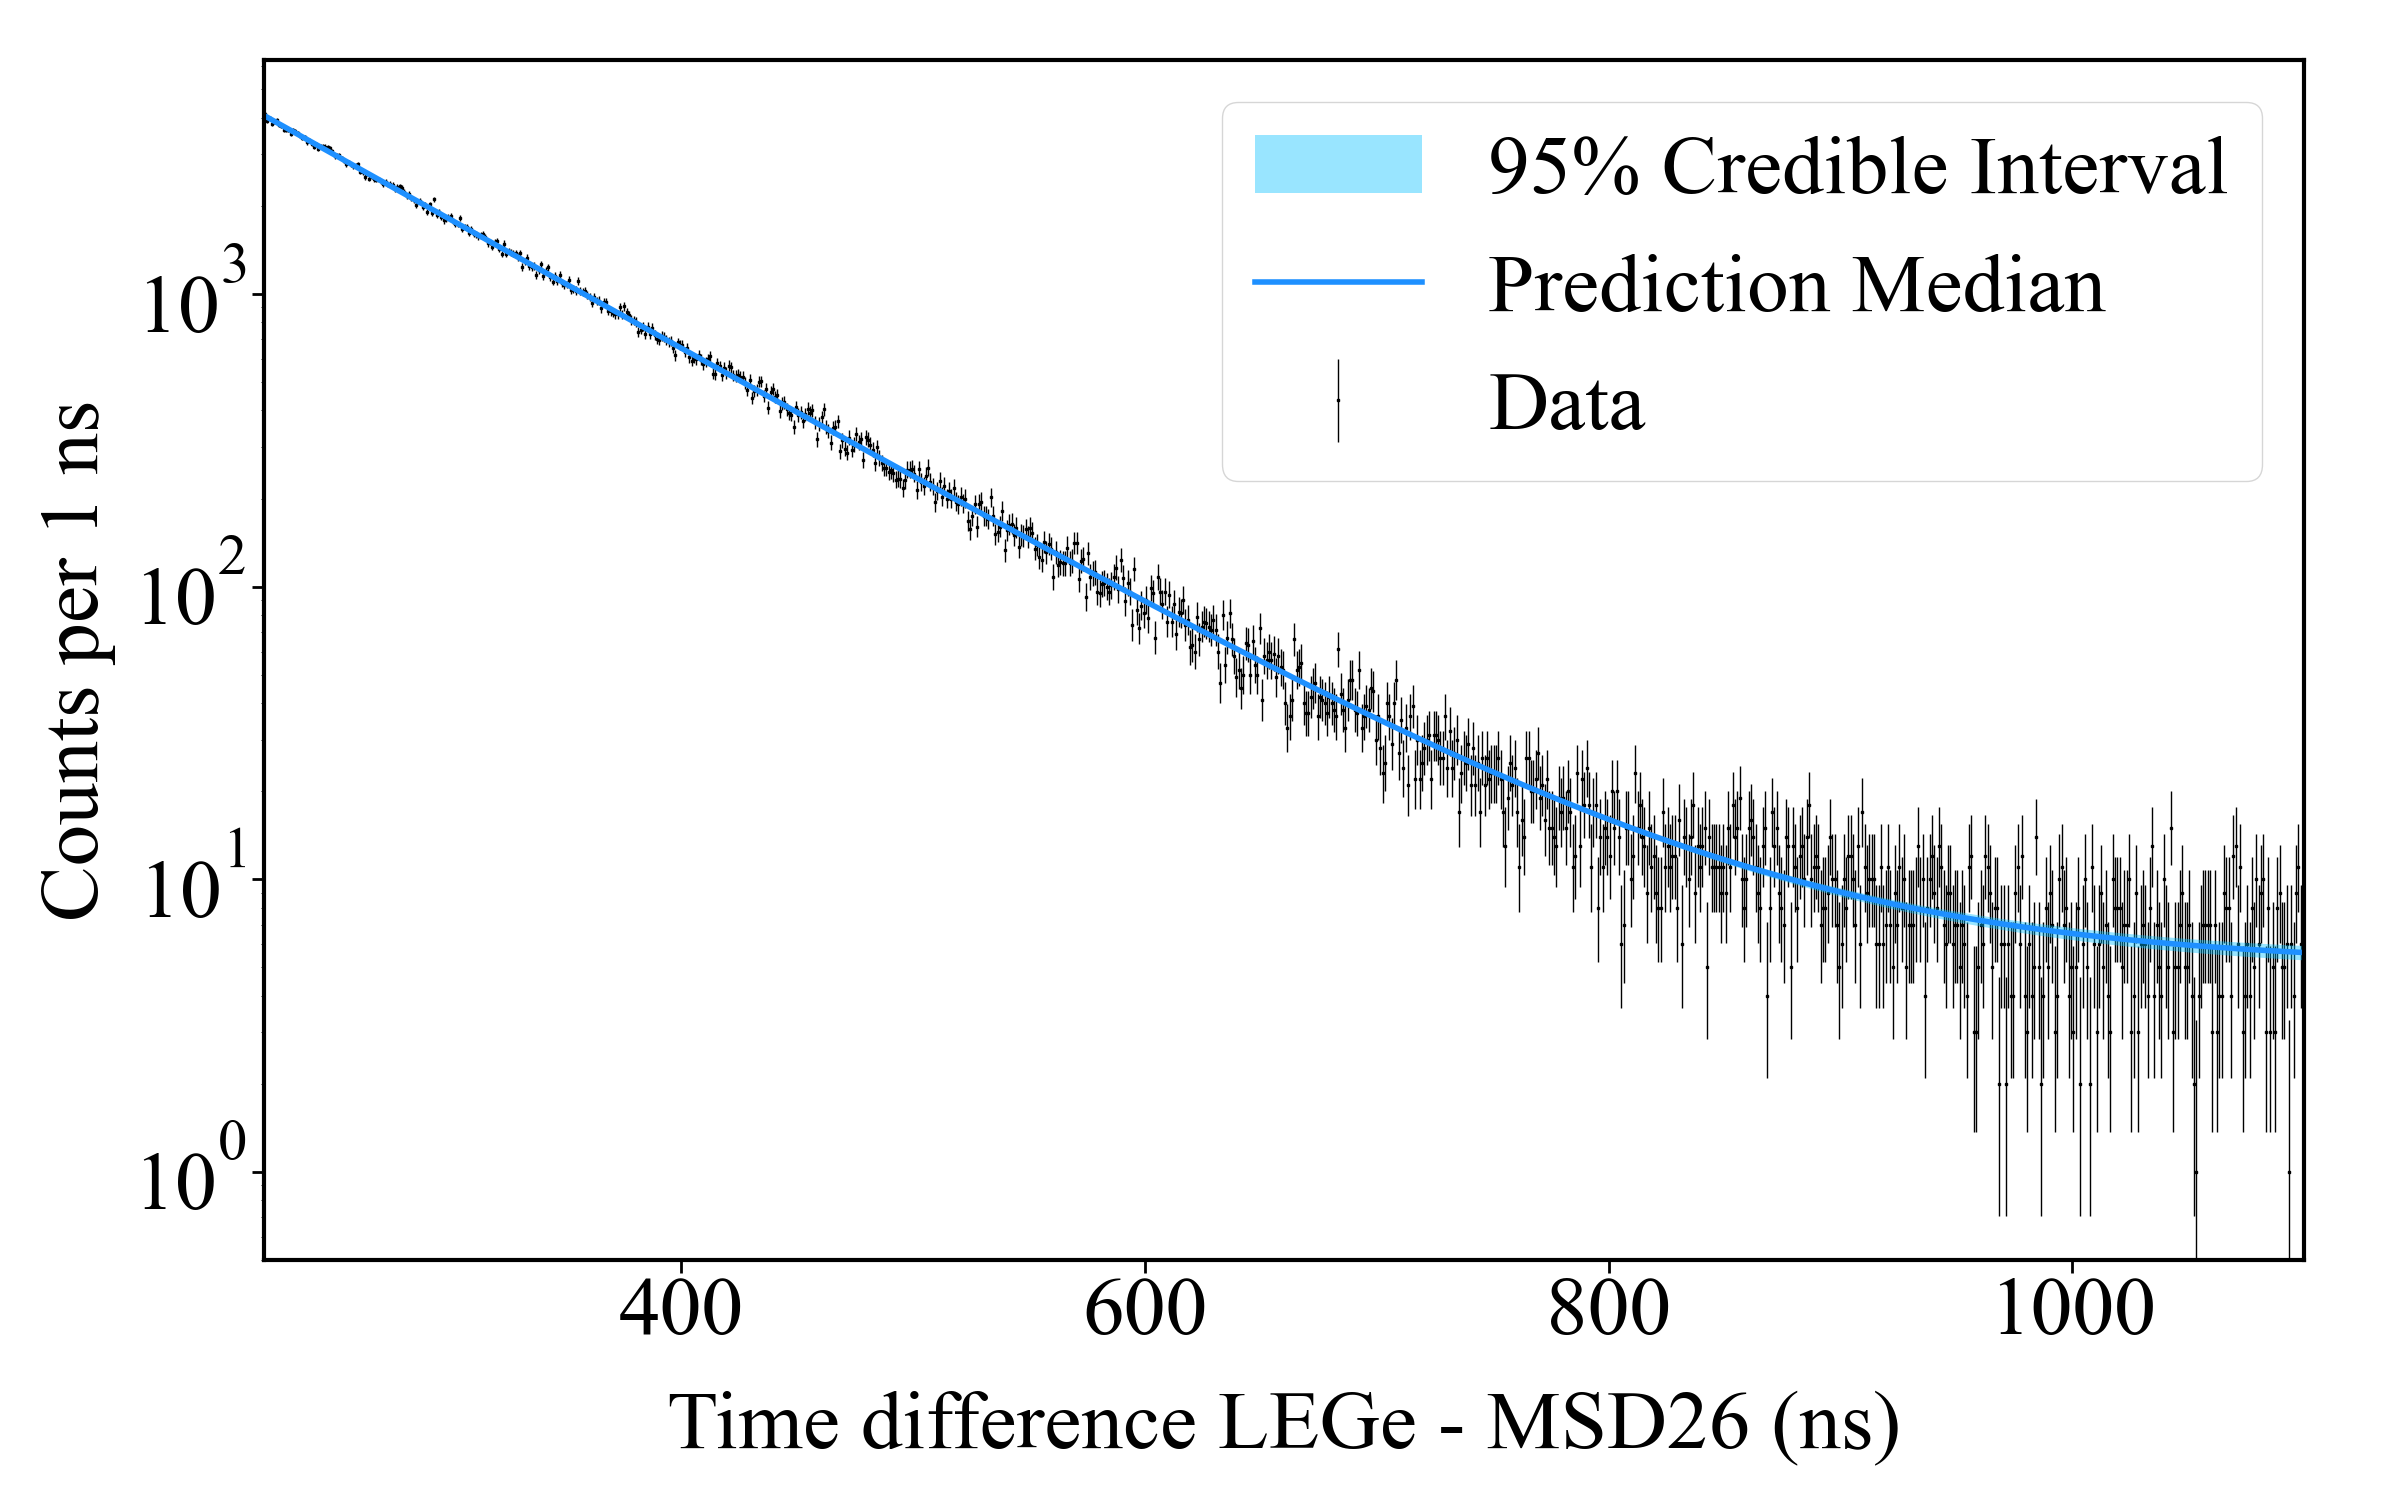 95% Credible Interval
Prediction Median
Data
Counts per 1 ns
10^3
10^2
10^1
10^0
400 600 800 1000
Time difference LEGe - MSD26 (ns)